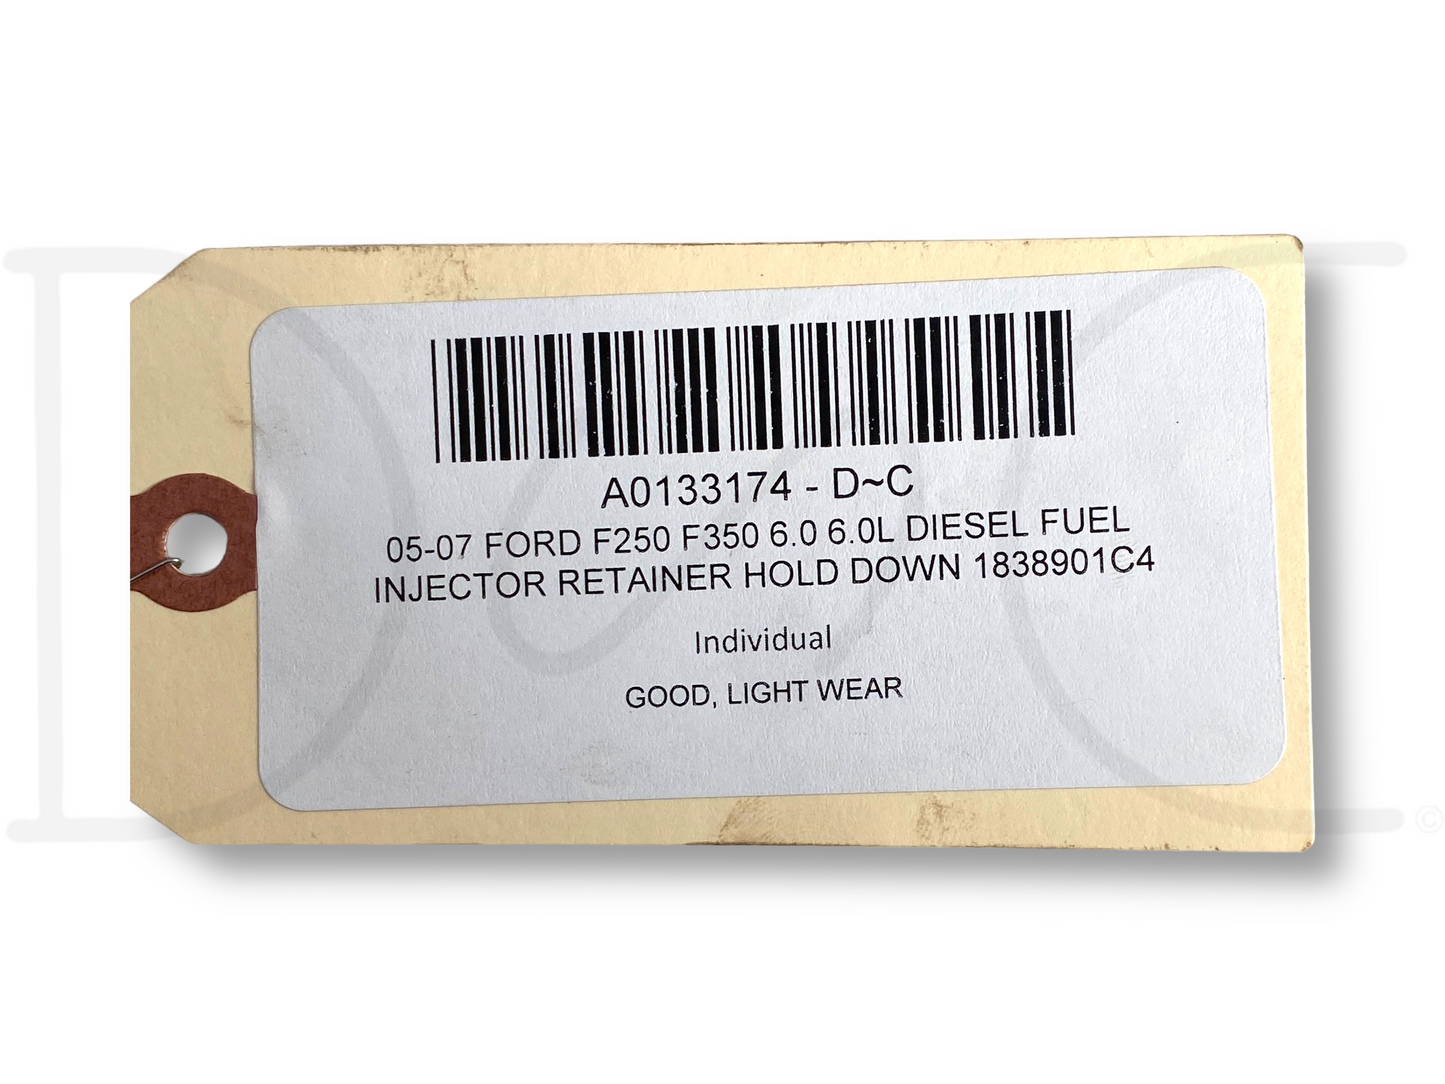 A0133174 - D~C
05-07 FORD F250 F350 6.0 6.0L DIESEL FUEL
INJECTOR RETAINER HOLD DOWN 1838901C4
Individual
GOOD, LIGHT WEAR
©